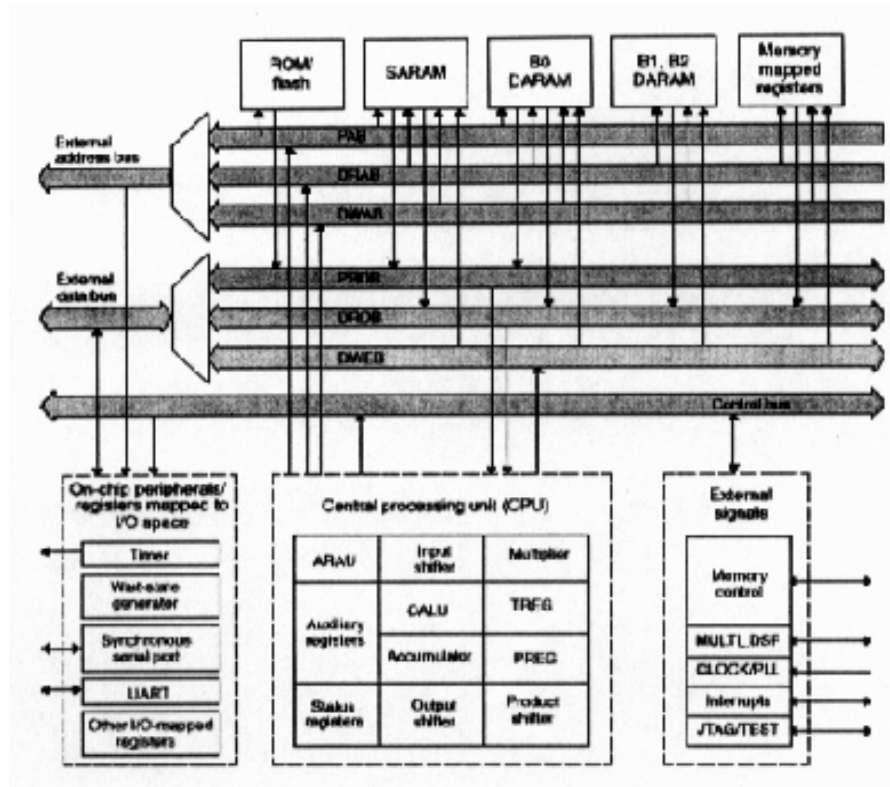 ROM/
flash
SARAM
B0
DARAM
B1, B2
DARAM
Memory
mapped
registers
External
address bus
PAB
DRAB
DWAB
External
data bus
PRDB
DRDB
DWEB
Control bus
On-chip peripherals/
registers mapped to
I/O space
Timer
Wait-state
generator
Synchronous
serial port
UART
Other I/O-mapped
registers
Central processing unit (CPU)
ARAU
Input
shifter
Multiplier
Auxiliary
registers
CALU
TREG
Accumulator
PREG
Status
registers
Output
shifter
Product
shifter
External
signals
Memory
control
CLOCK/PLL
Interrupts
JTAG/TEST